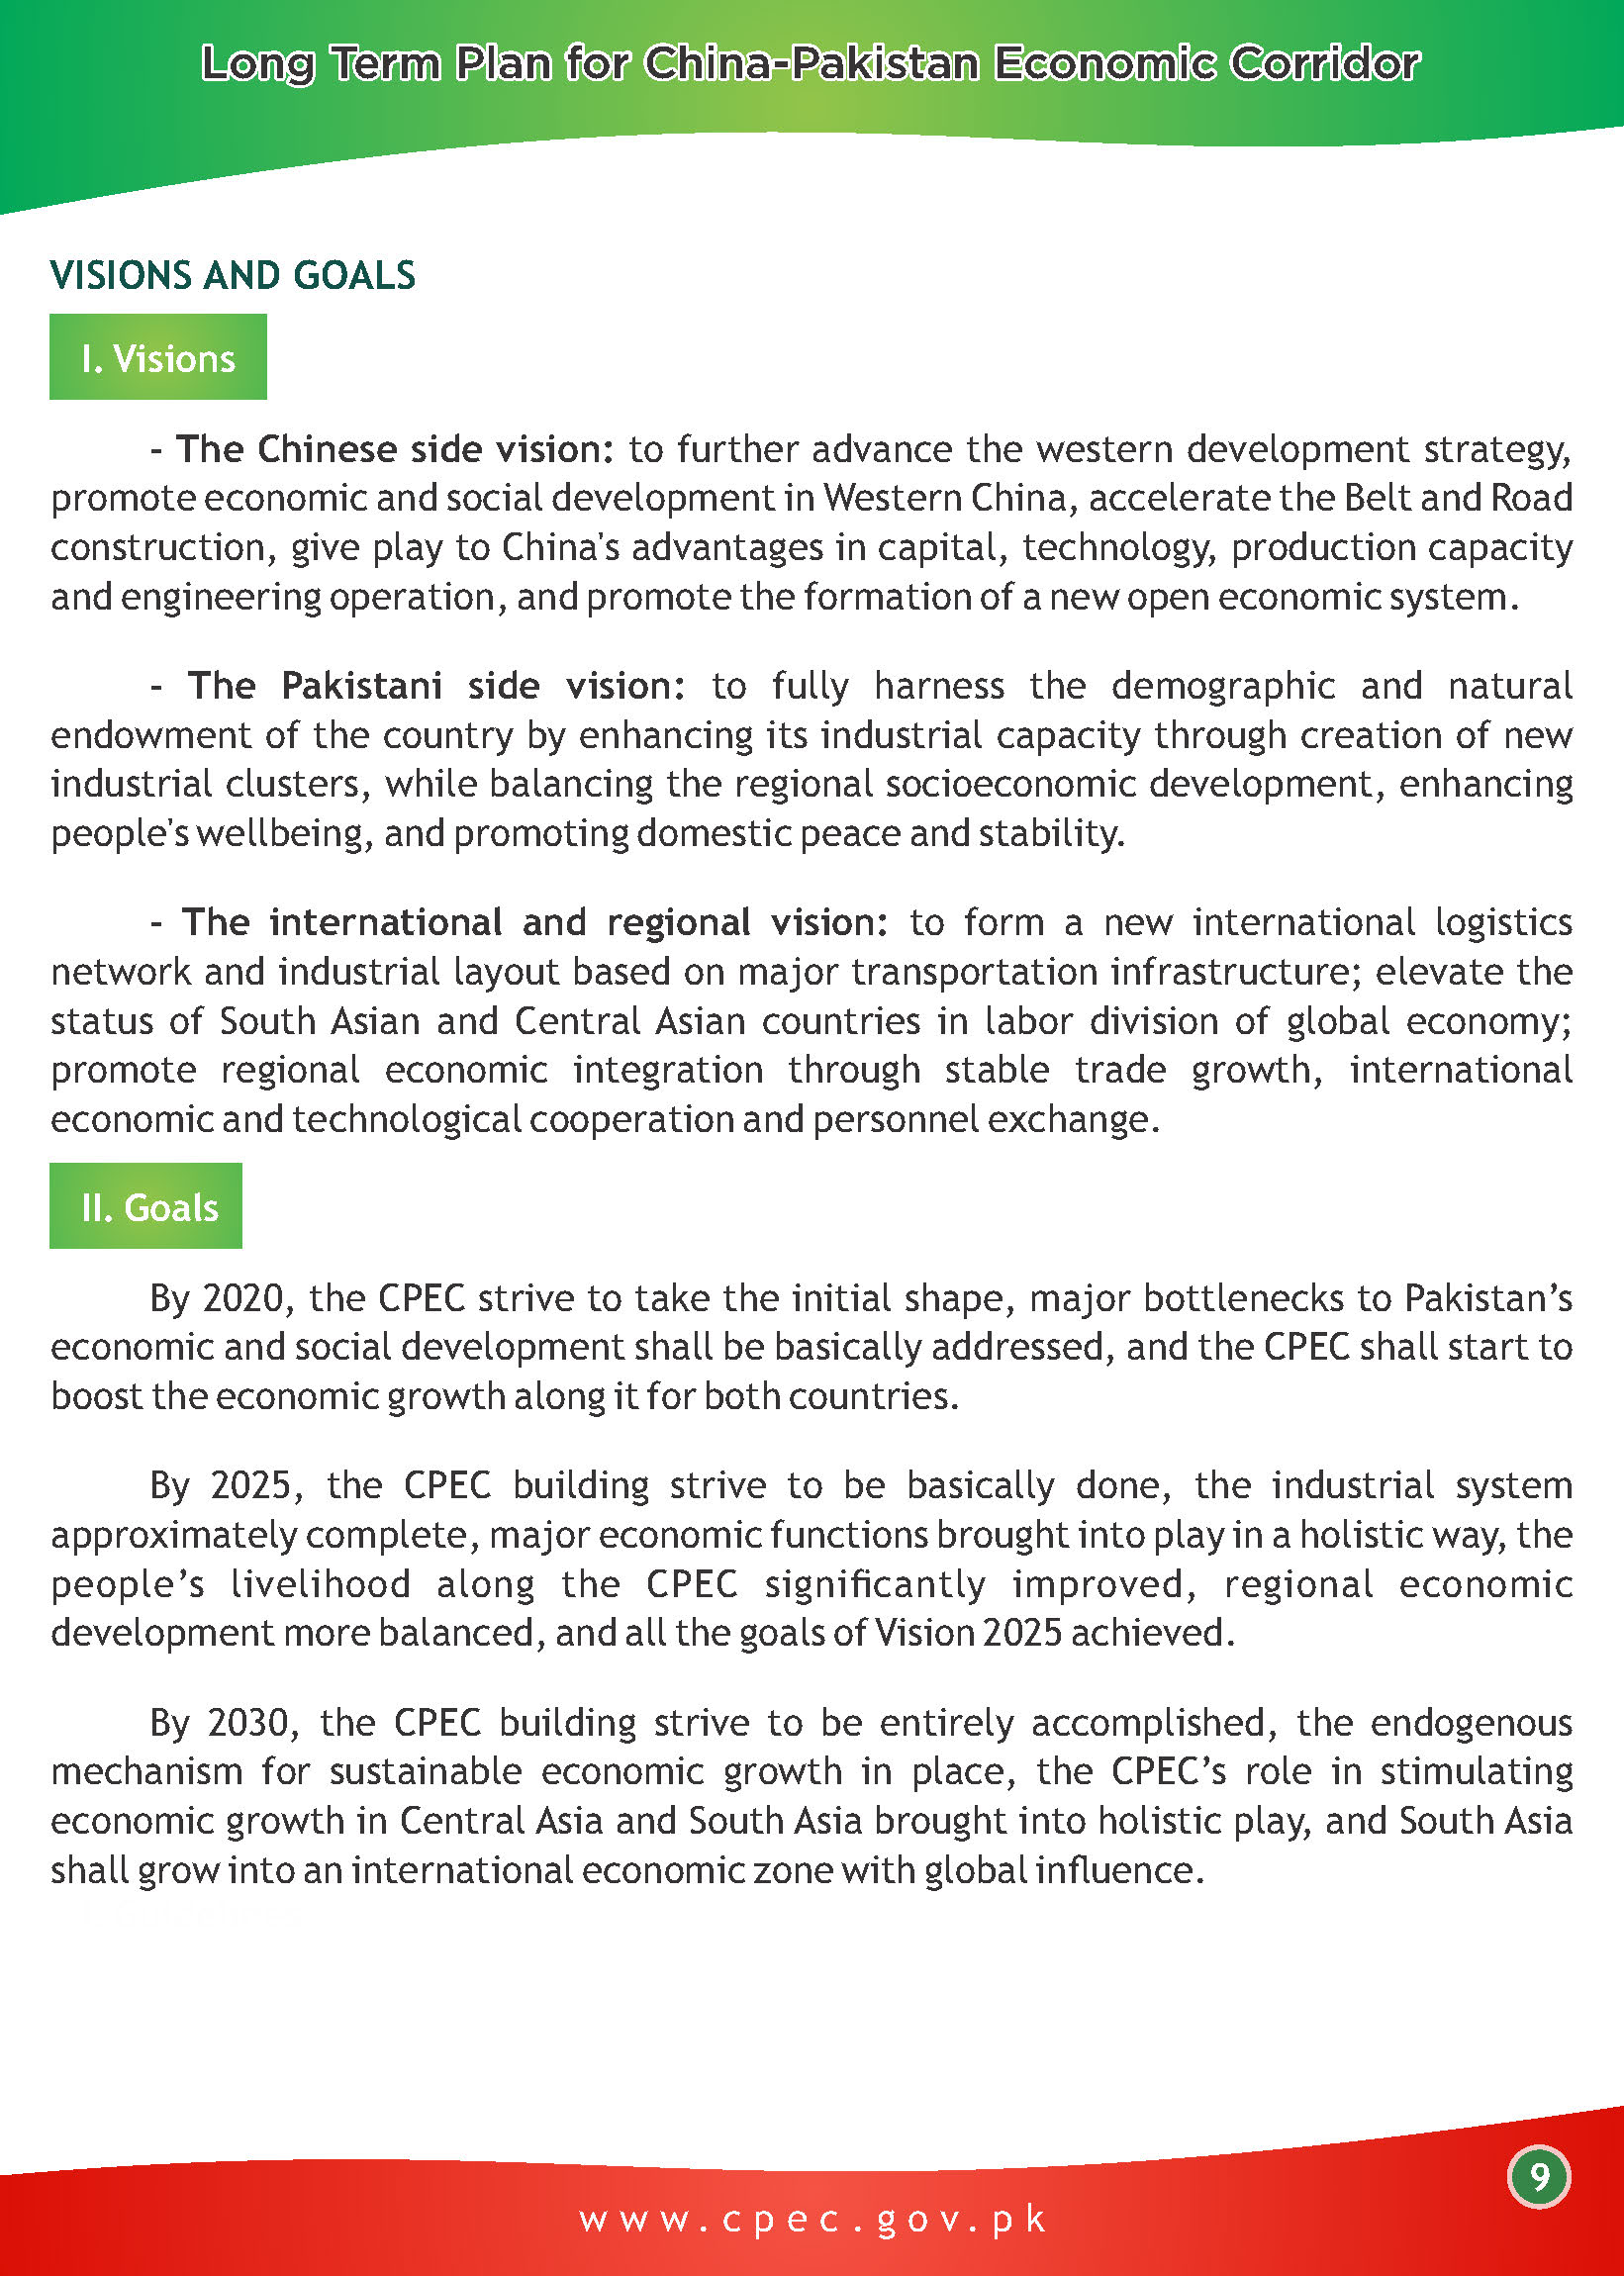 Long Term Plan for China-Pakistan Economic Corridor
VISIONS AND GOALS
I. Visions
- The Chinese side vision: to further advance the western development strategy,
promote economic and social development in Western China, accelerate the Belt and Road
construction, give play to China's advantages in capital, technology, production capacity
and engineering operation, and promote the formation of a new open economic system.
- The Pakistani side vision: to fully harness the demographic and natural
endowment of the country by enhancing its industrial capacity through creation of new
industrial clusters, while balancing the regional socioeconomic development, enhancing
people's wellbeing, and promoting domestic peace and stability.
- The international and regional vision: to form a new international logistics
network and industrial layout based on major transportation infrastructure; elevate the
status of South Asian and Central Asian countries in labor division of global economy;
promote regional economic integration through stable trade growth, international
economic and technological cooperation and personnel exchange.
II. Goals
By 2020, the CPEC strive to take the initial shape, major bottlenecks to Pakistan’s
economic and social development shall be basically addressed, and the CPEC shall start to
boost the economic growth along it for both countries.
By 2025, the CPEC building strive to be basically done, the industrial system
approximately complete, major economic functions brought into play in a holistic way, the
people’s livelihood along the CPEC significantly improved, regional economic
development more balanced, and all the goals of Vision 2025 achieved.
By 2030, the CPEC building strive to be entirely accomplished, the endogenous
mechanism for sustainable economic growth in place, the CPEC’s role in stimulating
economic growth in Central Asia and South Asia brought into holistic play, and South Asia
shall grow into an international economic zone with global influence.
9
www.cpec.gov.pk